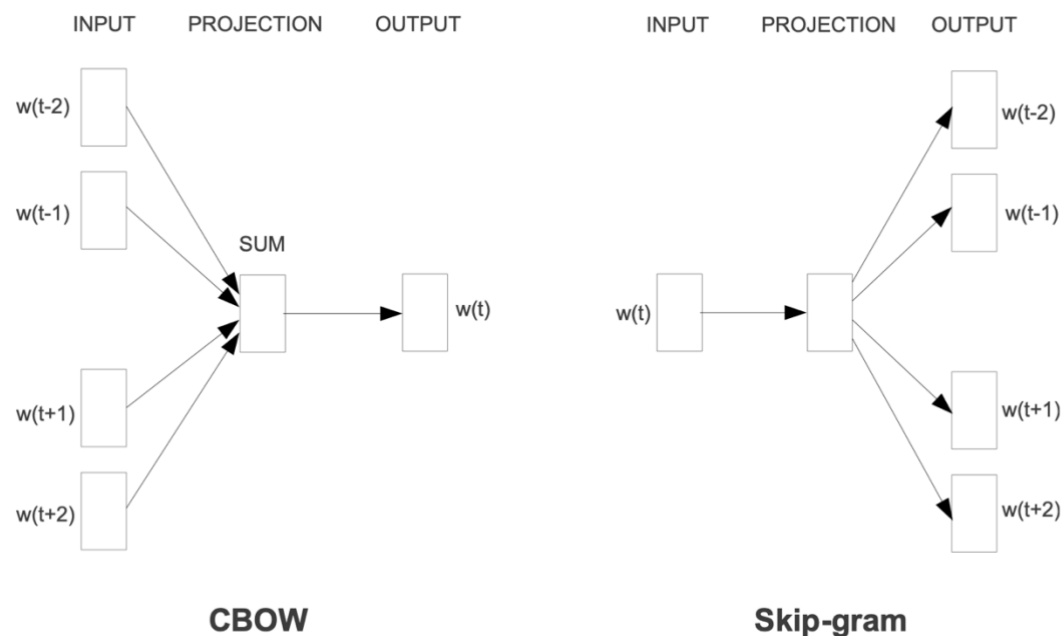 INPUT PROJECTION OUTPUT
w(t-2)
w(t-1)
SUM
w(t)
w(t+1)
w(t+2)
CBOW
INPUT PROJECTION OUTPUT
w(t-2)
w(t-1)
w(t)
w(t+1)
w(t+2)
Skip-gram